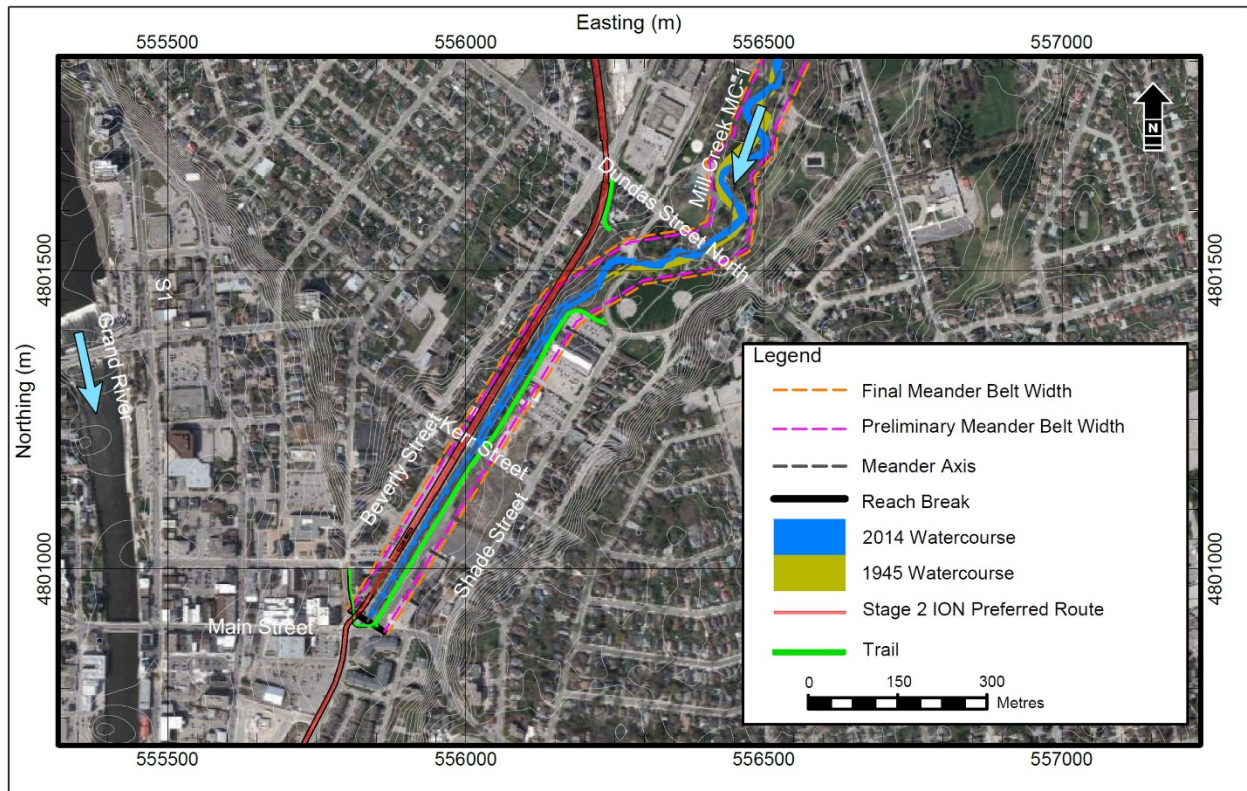 Easting (m)
555500
556000
556500
557000
Mill Creek MC-1
N
Dundas Street North
4801500
4801500
S1
Grand River
Northing (m)
Legend
Final Meander Belt Width
Preliminary Meander Belt Width
Meander Axis
Reach Break
2014 Watercourse
1945 Watercourse
Stage 2 ION Preferred Route
Trail
0 150 300
Metres
Beverly Street
Kerr Street
Shade Street
4801000
4801000
Main Street
555500
556000
556500
557000